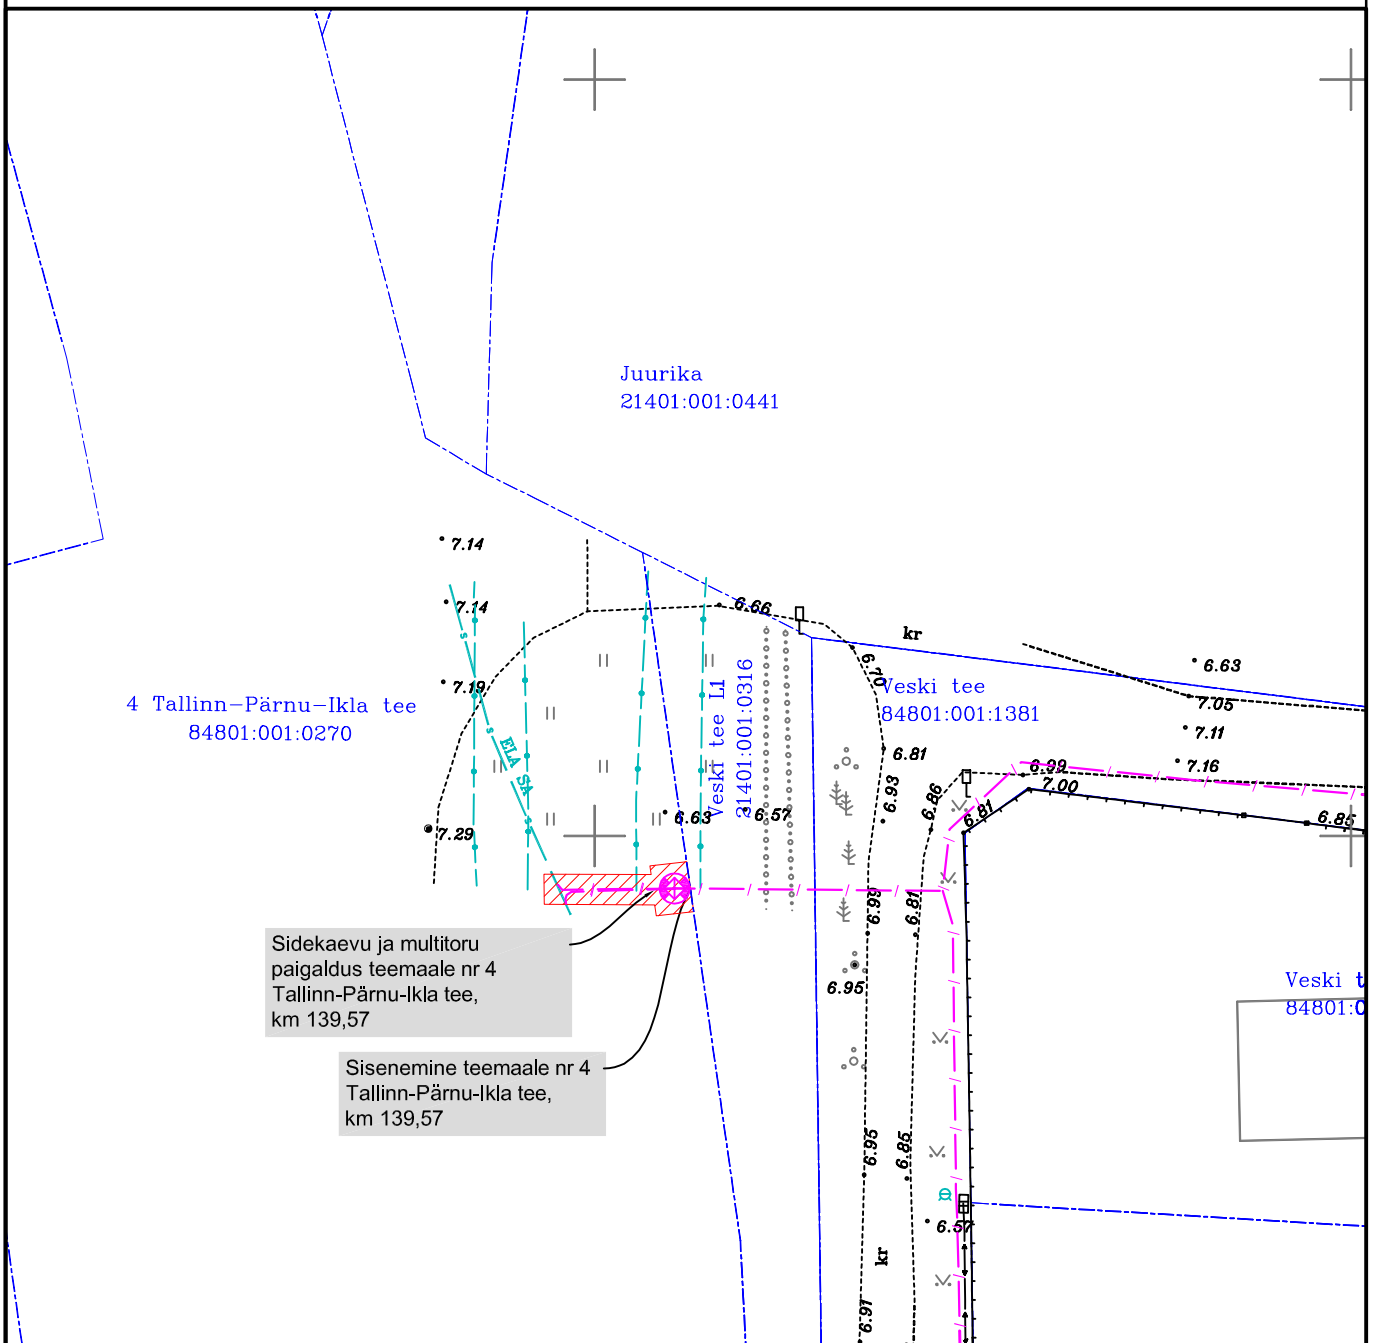 Juurika
21401:001:0441
7.14
7.14
6.66
kr
6.63
6.70
7.19
4 Tallinn-Pärnu-Ikla tee
84801:001:0270
Veski tee L1
21401:001:0316
Veski tee
84801:001:1381
7.05
7.11
6.81
ELA SA
s
s
s
6.99
7.16
7.00
6.93
6.86
6.81
6.85
6.63
6.57
7.29
6.99
6.81
Sidekaevu ja multitoru
paigaldus teemaale nr 4
Tallinn-Pärnu-Ikla tee,
km 139,57
6.95
Veski t
84801:0
Sisenemine teemaale nr 4
Tallinn-Pärnu-Ikla tee,
km 139,57
6.95
6.85
6.57
kr
6.97